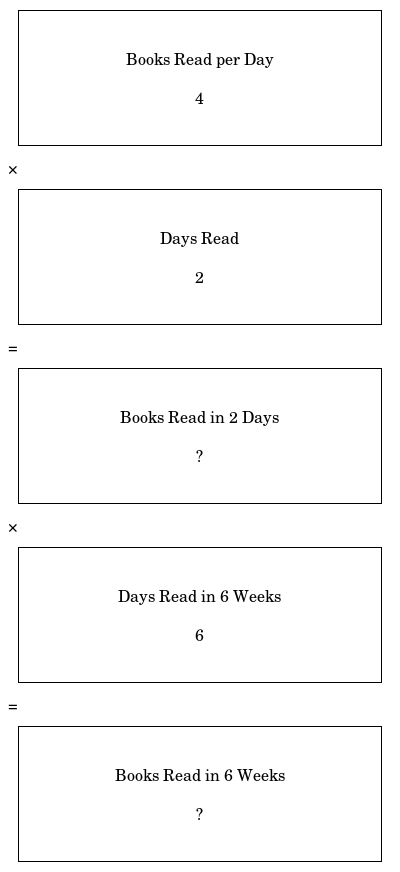 Books Read per Day
4
×
Days Read
2
=
Books Read in 2 Days
?
×
Days Read in 6 Weeks
6
=
Books Read in 6 Weeks
?